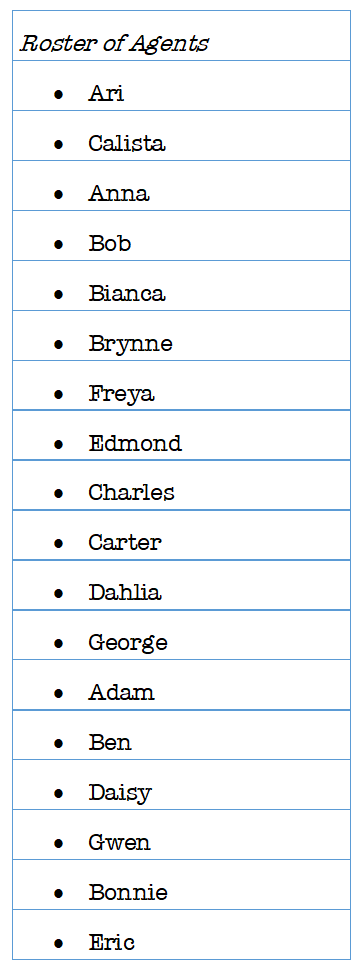 Roster of Agents
• Ari
• Calista
• Anna
• Bob
• Bianca
• Brynne
• Freya
• Edmond
• Charles
• Carter
• Dahlia
• George
• Adam
• Ben
• Daisy
• Gwen
• Bonnie
• Eric